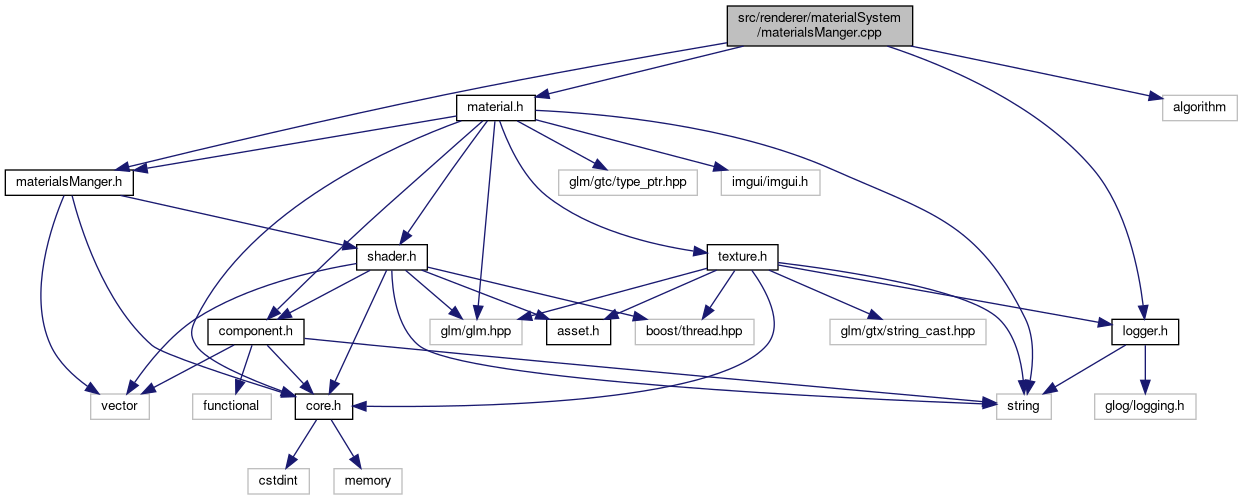 src/renderer/materialSystem
/materialsManger.cpp
material.h
algorithm
materialsManger.h
glm/gtc/type_ptr.hpp
imgui/imgui.h
shader.h
texture.h
component.h
glm/glm.hpp
asset.h
boost/thread.hpp
glm/gtx/string_cast.hpp
logger.h
vector
functional
core.h
string
glog/logging.h
cstdint
memory